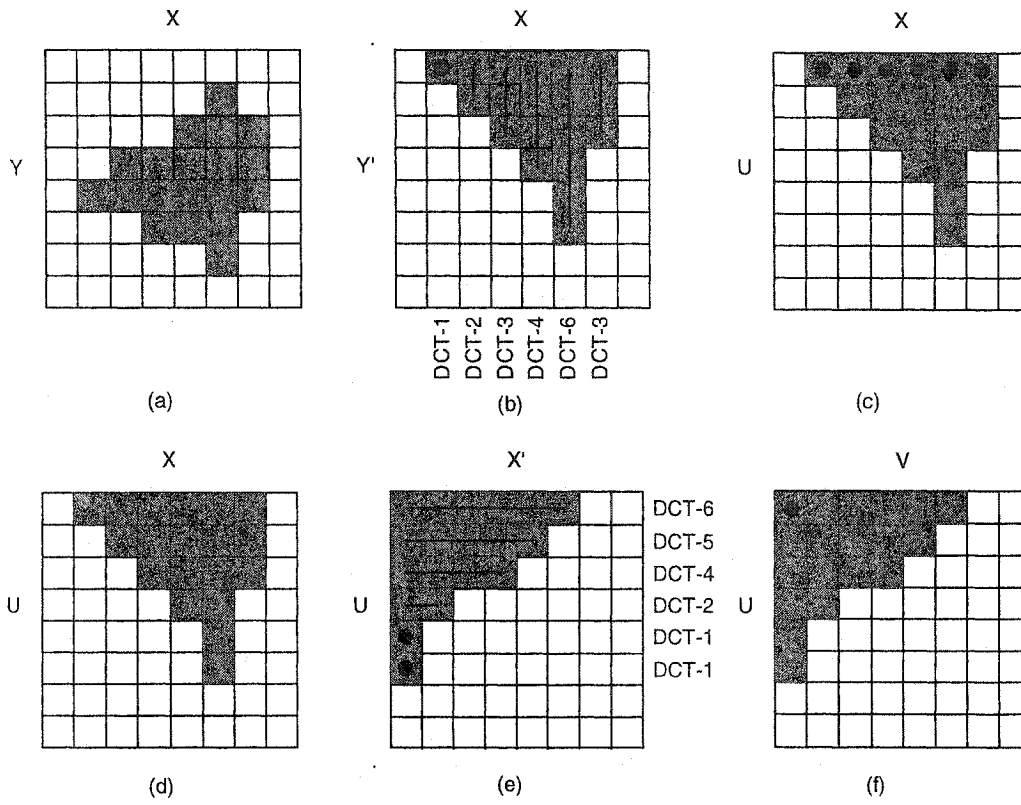 X
X
X
Y
Y'
U
DCT-1
DCT-2
DCT-3
DCT-4
DCT-6
DCT-3
(a)
(b)
(c)
X
X'
V
U
U
U
DCT-6
DCT-5
DCT-4
DCT-2
DCT-1
DCT-1
(d)
(e)
(f)